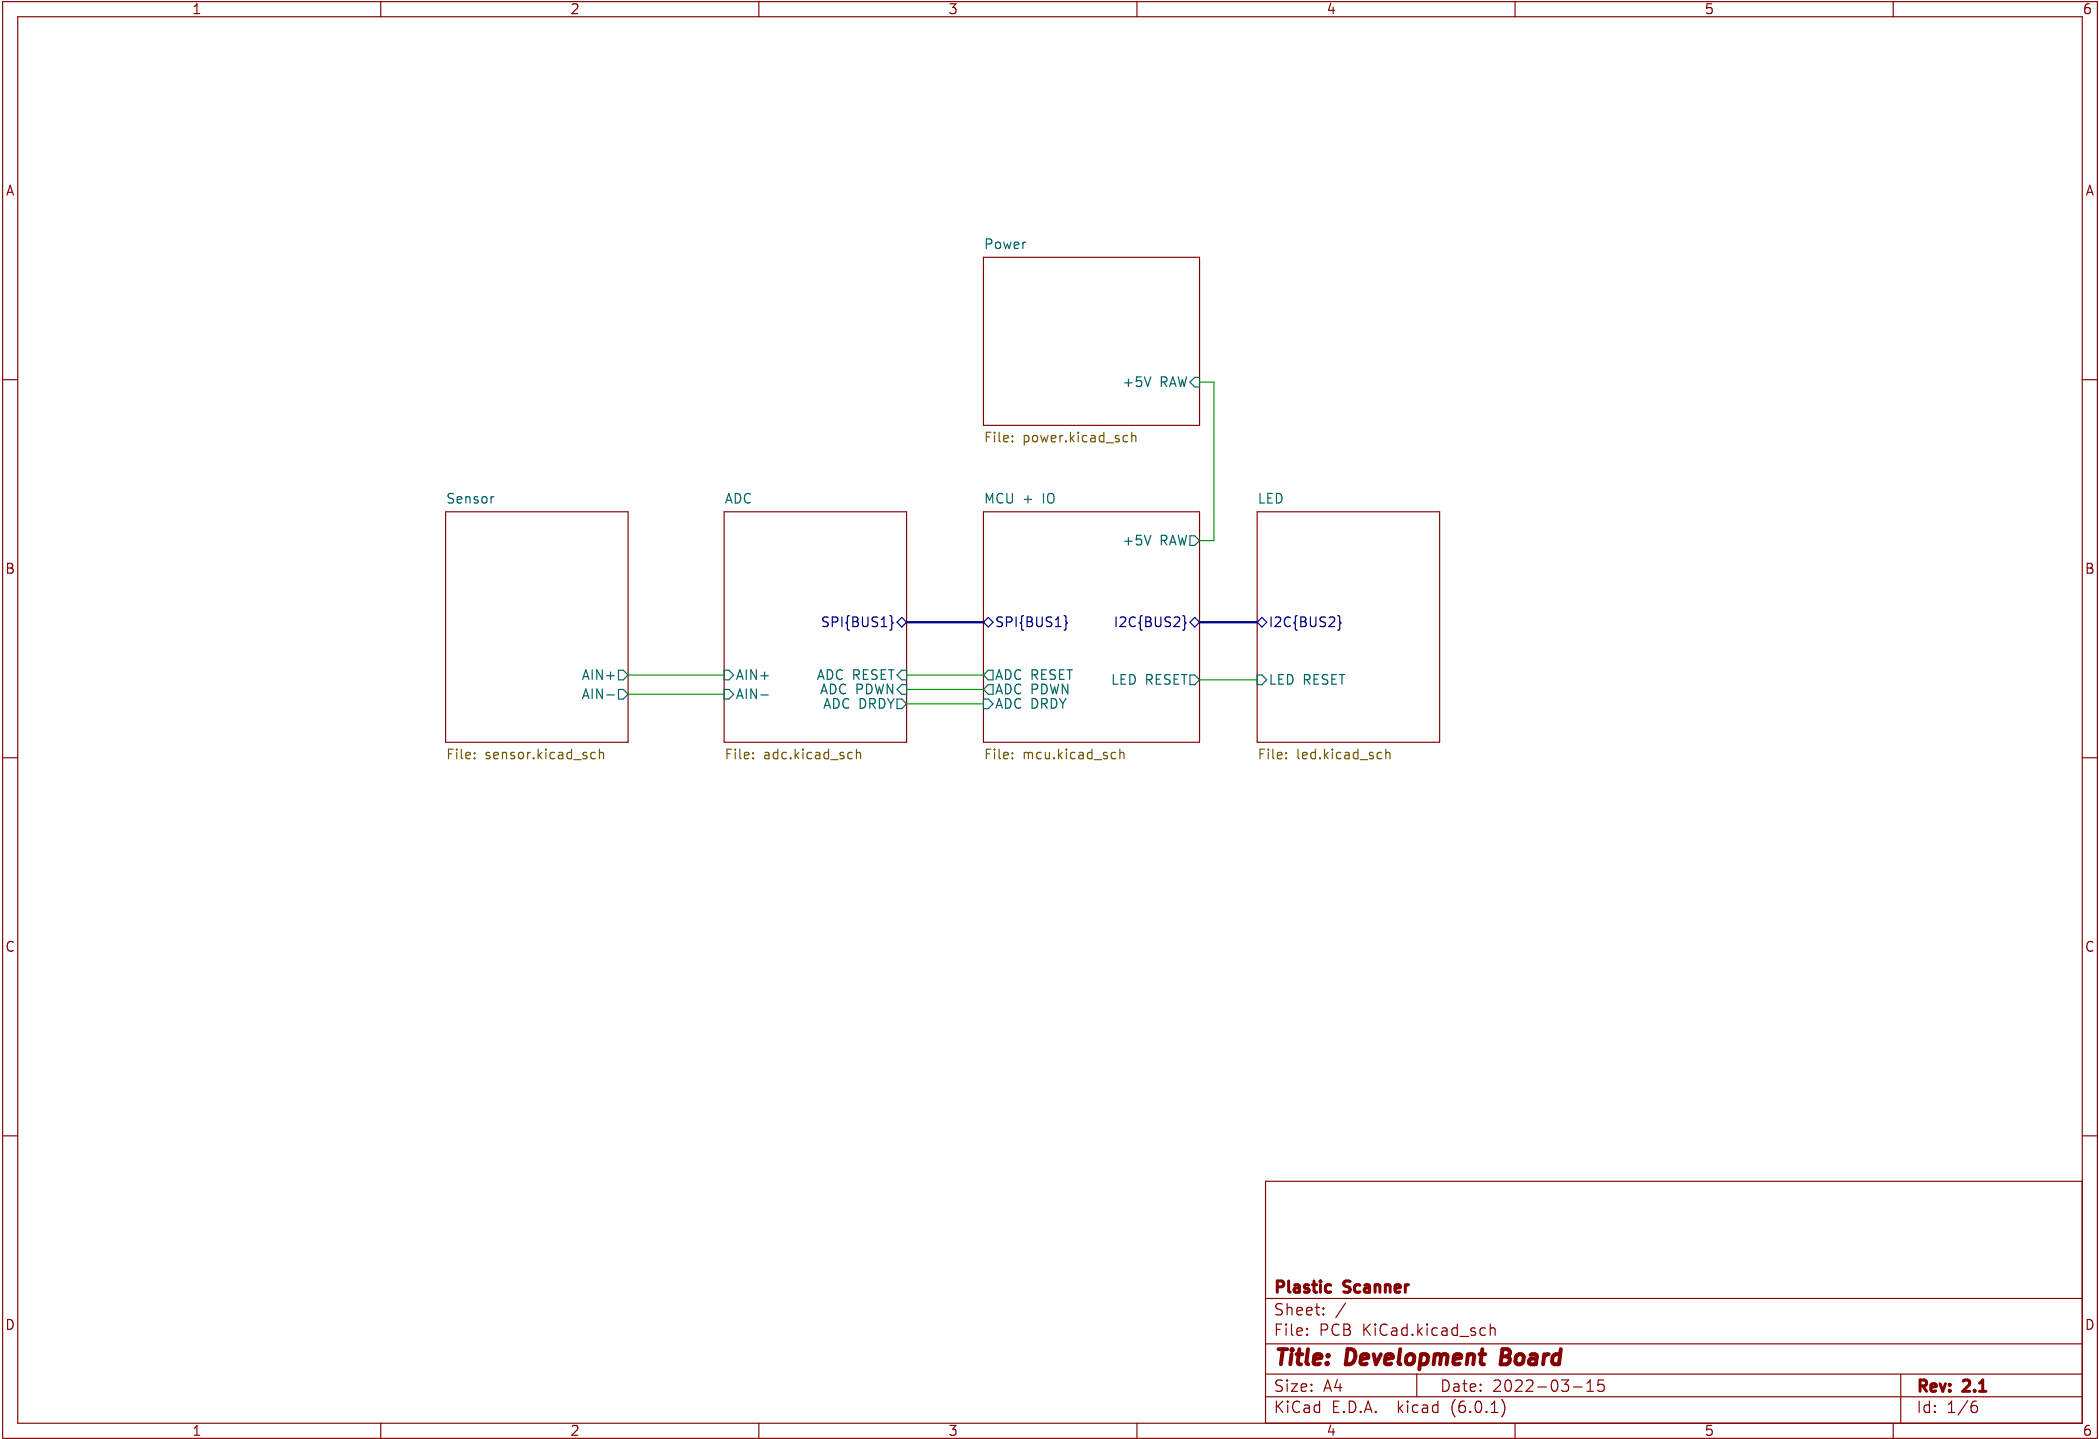 1 2 3 4 5 6
A A
Power
+5V RAW
File: power.kicad_sch
Sensor ADC MCU + IO LED
+5V RAW
B B
SPI{BUS1} SPI{BUS1} I2C{BUS2} I2C{BUS2}
AIN+ AIN+ ADC RESET ADC RESET
LED RESET LED RESET
ADC PDWN ADC PDWN
AIN- AIN-
ADC DRDY ADC DRDY
File: sensor.kicad_sch File: adc.kicad_sch File: mcu.kicad_sch File: led.kicad_sch
C C
Plastic Scanner
Sheet: /
D D
File: PCB KiCad.kicad_sch
Title: Development Board
Size: A4 Date: 2022-03-15 Rev: 2.1
KiCad E.D.A. kicad (6.0.1) Id: 1/6
1 2 3 4 5 6